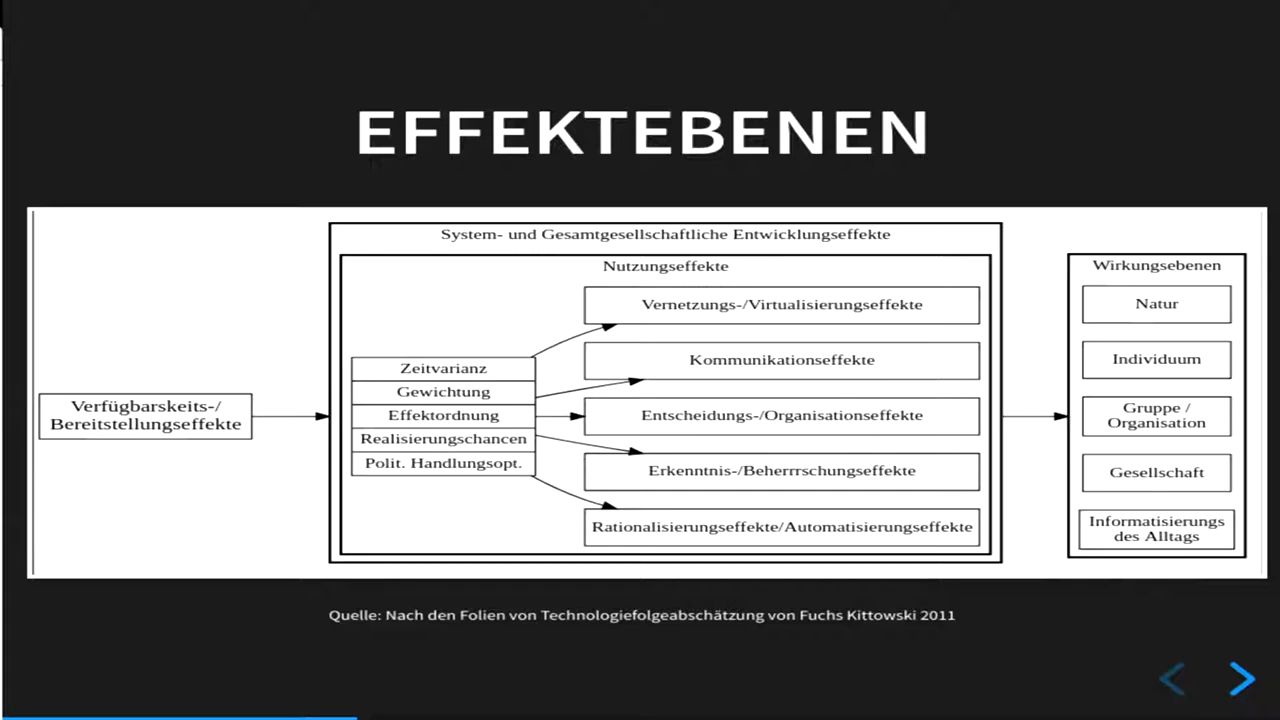 EFFEKTEBENEN
Verfügbarskeits-/
Bereitstellungseffekte
System- und Gesamtgesellschaftliche Entwicklungseffekte
Nutzungseffekte
Zeitvarianz
Gewichtung
Effektordnung
Realisierungschancen
Polit. Handlungsopt.
Vernetzungs-/Virtualisierungseffekte
Kommunikationseffekte
Entscheidungs-/Organisationseffekte
Erkenntnis-/Beherrrschungseffekte
Rationalisierungseffekte/Automatisierungseffekte
Wirkungsebenen
Natur
Individuum
Gruppe /
Organisation
Gesellschaft
Informatisierungs
des Alltags
Quelle: Nach den Folien von Technologiefolgeabschätzung von Fuchs Kittowski 2011